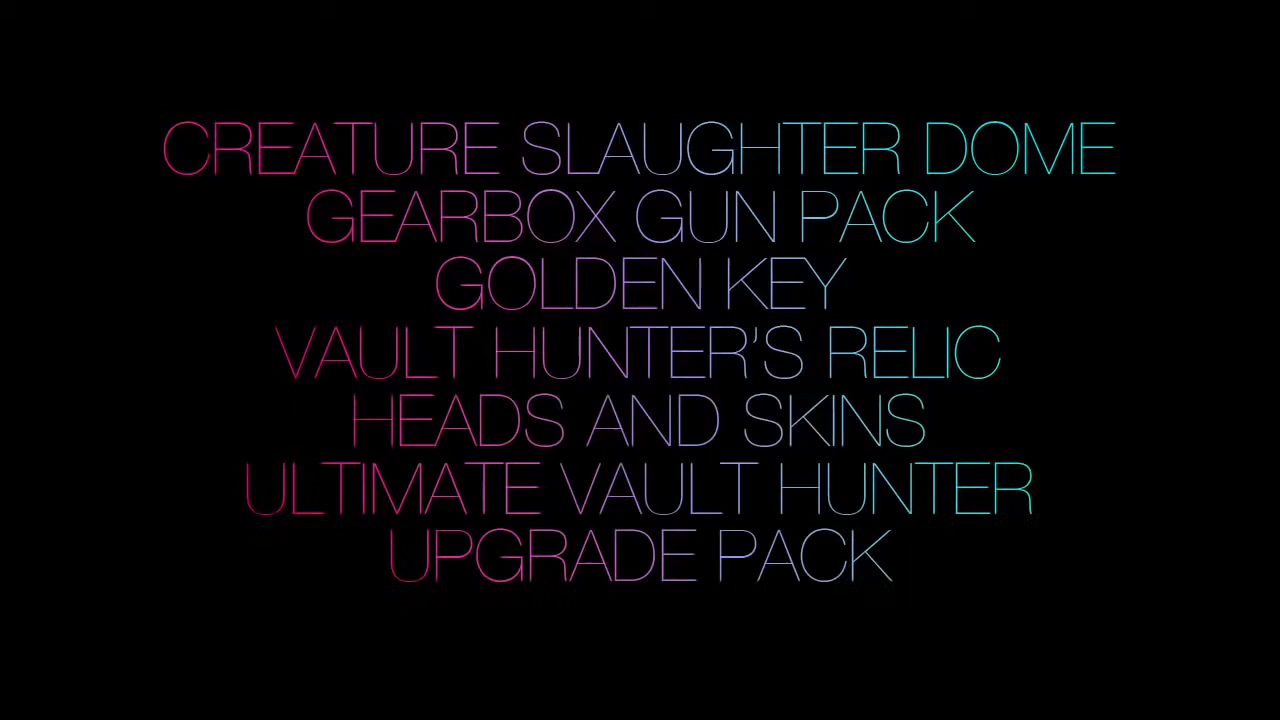 CREATURE SLAUGHTER DOME
GEARBOX GUN PACK
GOLDEN KEY
VAULT HUNTER'S RELIC
HEADS AND SKINS
ULTIMATE VAULT HUNTER
UPGRADE PACK